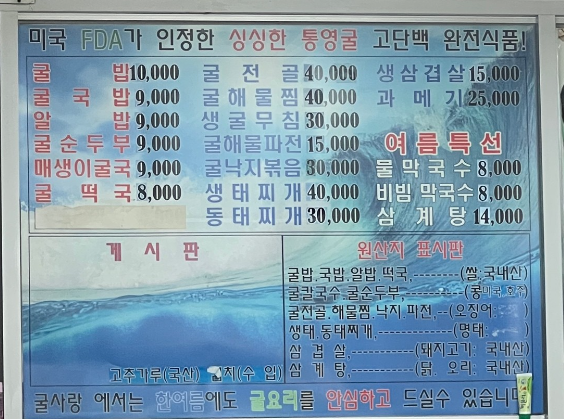 미국 FDA가 인정한 싱싱한 통영굴 고단백 완전식품!
굴 밥 10,000
굴국밥 9,000
알 밥 9,000
굴순두부 9,000
매생이굴국 9,000
굴떡국 8,000
굴전골 40,000
굴해물찜 40,000
생굴무침 30,000
굴해물파전 15,000
굴낙지볶음 30,000
생태찌개 40,000
동태찌개 30,000
생삼겹살 15,000
과메기 25,000
여름특선
물막국수 8,000
비빔막국수 8,000
삼계탕 14,000
게시판
고추가루(국산) (수입)
원산지 표시판
굴밥.국밥.알밥.떡국,--------(쌀.국내산)
굴칼국수.굴순두부,----------(콩미국.호주)
굴전골.해물찜.낙지.파전,--(오징어: )
생태.동태찌개,-------------(명태: )
삼겹살,-----------(돼지고기: 국내산)
삼계탕,-----------(닭. 오리: 국내산)
굴사랑 에서는 한여름에도 굴요리를 안심하고 드실수 있습니다